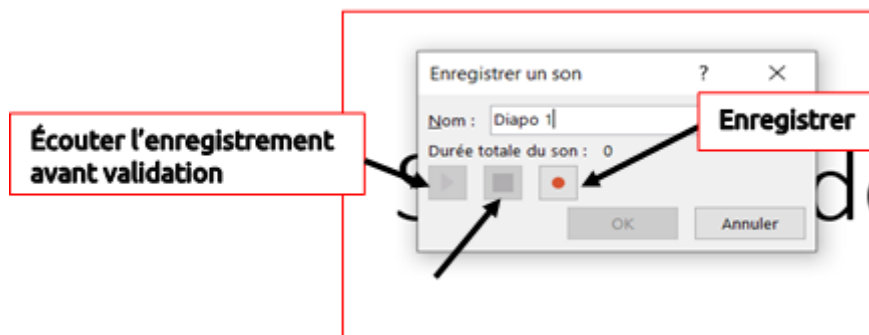 Enregistrer un son ?
Nom : Diapo 1
Enregistrer
Écouter l'enregistrement
avant validation
Durée totale du son : 0
OK Annuler